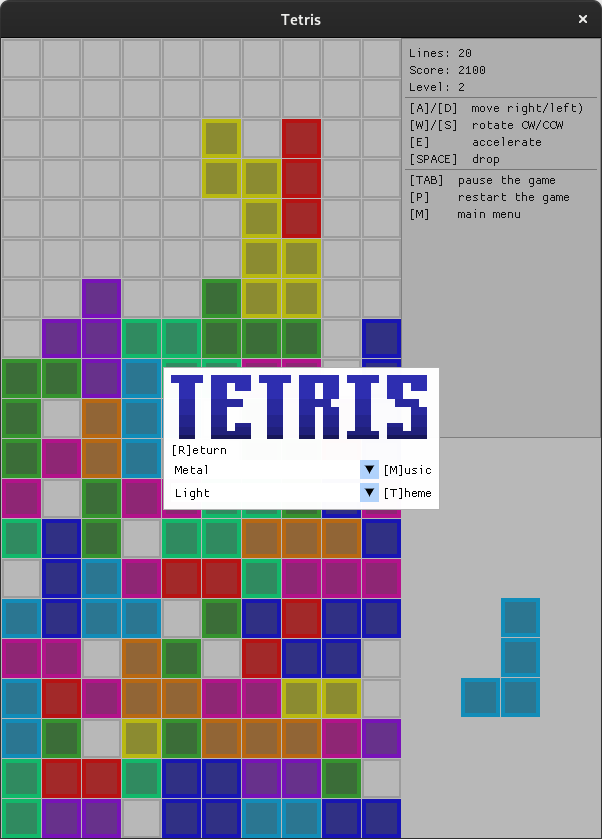 Tetris
Lines: 20
Score: 2100
Level: 2
[A]/[D] move right/left)
[W]/[S] rotate CW/CCW
[E] accelerate
[SPACE] drop
[TAB] pause the game
[P] restart the game
[M] main menu
TETRIS
[R]eturn
Metal [M]usic
Light [T]heme